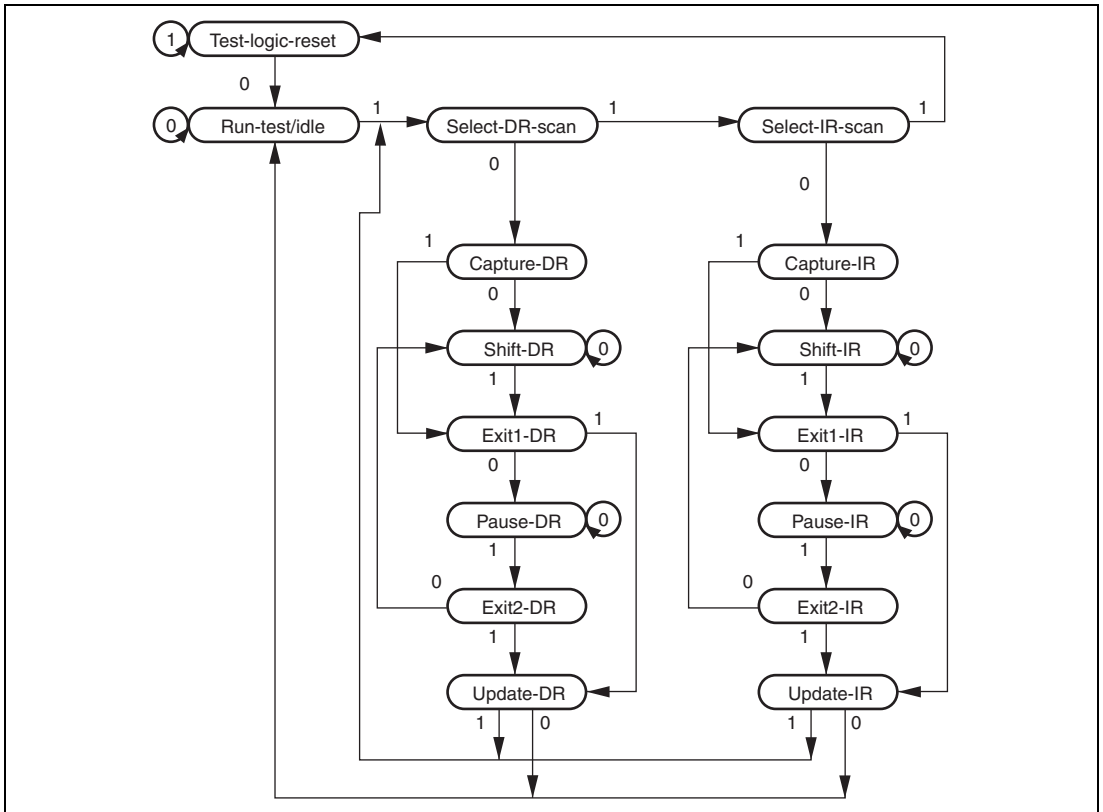 1 Test-logic-reset
0
0 Run-test/idle 1 Select-DR-scan 1 Select-IR-scan 1
0 0
1 Capture-DR 1 Capture-IR
0 0
Shift-DR 0 Shift-IR 0
1 1
Exit1-DR 1 Exit1-IR 1
0 0
Pause-DR 0 Pause-IR 0
1 1
0 Exit2-DR 0 Exit2-IR
1 1
Update-DR Update-IR
1 0 1 0